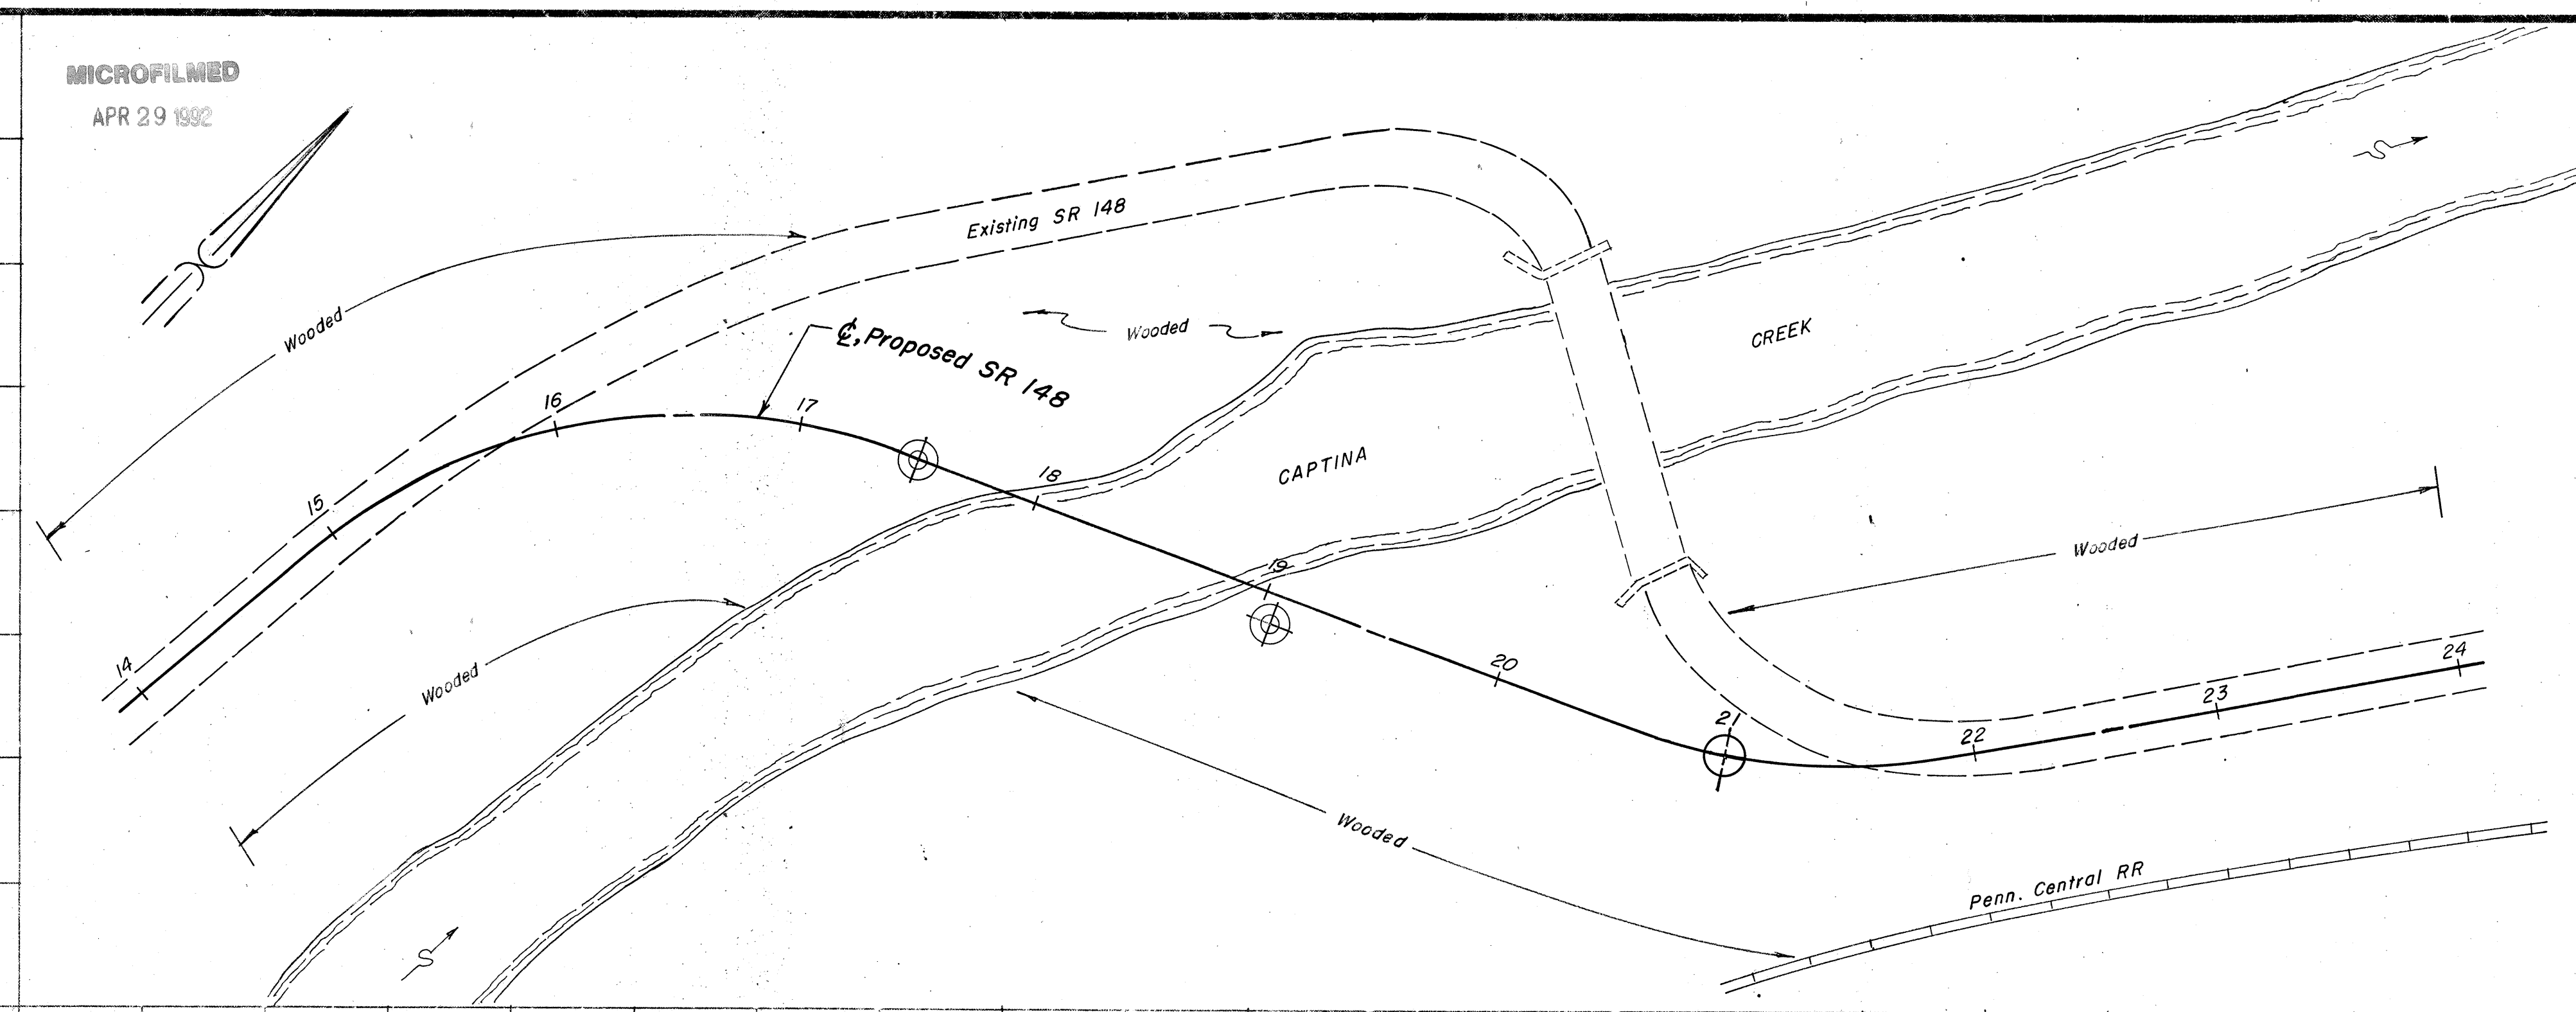 MICROFILMED
APR 29 1992
Existing SR 148
Wooded
Wooded
CREEK
℄, Proposed SR 148
16
17
CAPTINA
18
15
Wooded
19
14
20
24
Wooded
23
21
22
Wooded
Penn. Central RR